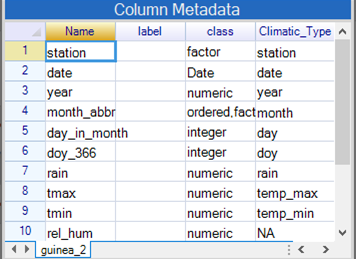 Column Metadata
Name label class Climatic_Type
1 station factor station
2 date Date date
3 year numeric year
4 month_abbr ordered,fact month
5 day_in_month integer day
6 doy_366 integer doy
7 rain numeric rain
8 tmax numeric temp_max
9 tmin numeric temp_min
10 rel_hum numeric NA
guinea_2